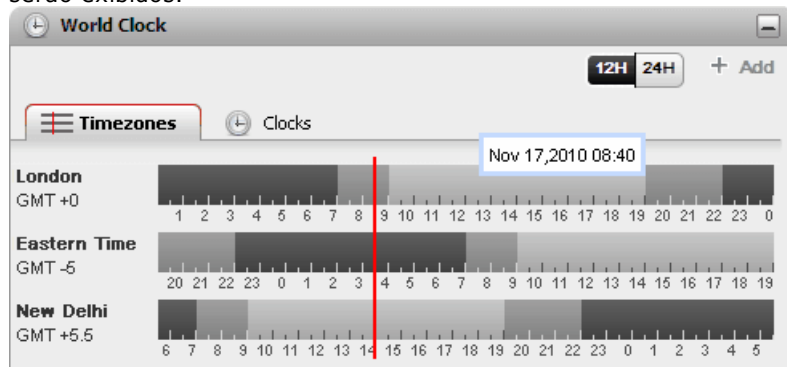 serão exibidos.
World Clock
12H 24H + Add
Timezones Clocks
Nov 17,2010 08:40
London
GMT +0
1 2 3 4 5 6 7 8 9 10 11 12 13 14 15 16 17 18 19 20 21 22 23 0
Eastern Time
GMT -5
20 21 22 23 0 1 2 3 4 5 6 7 8 9 10 11 12 13 14 15 16 17 18 19
New Delhi
GMT +5.5
6 7 8 9 10 11 12 13 14 15 16 17 18 19 20 21 22 23 0 1 2 3 4 5